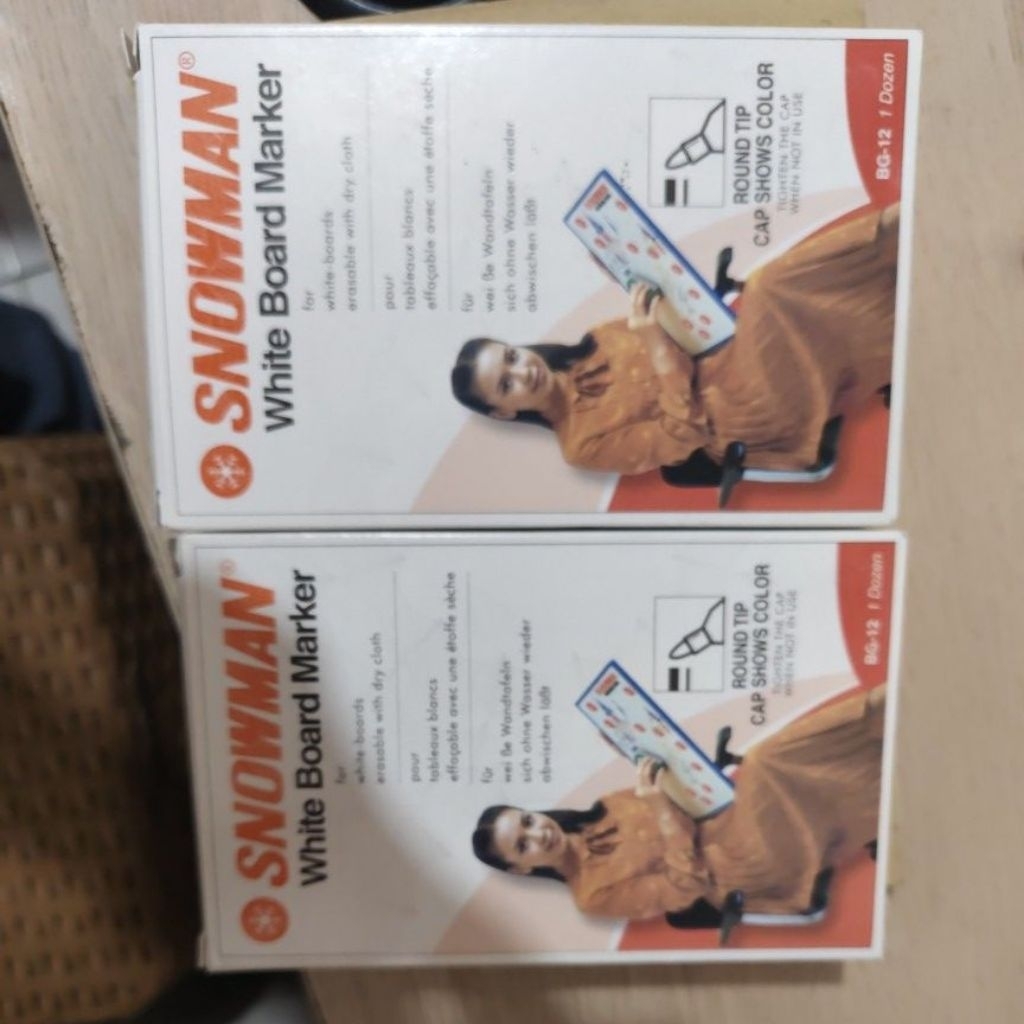 SNOWMAN®
White Board Marker
for
white-boards
erasable with dry cloth
pour
tableaux blancs
effaçable avec une étoffe sèche
für
wei ße Wandtafeln
sich ohne Wasser wieder
abwischen läßt
ROUND TIP
CAP SHOWS COLOR
TIGHTEN THE CAP
WHEN NOT IN USE
BG-12 1 Dozen
SNOWMAN®
White Board Marker
for
white-boards
erasable with dry cloth
pour
tableaux blancs
effaçable avec une étoffe sèche
für
wei ße Wandtafeln
sich ohne Wasser wieder
abwischen läßt
ROUND TIP
CAP SHOWS COLOR
TIGHTEN THE CAP
WHEN NOT IN USE
BG-12 1 Dozen